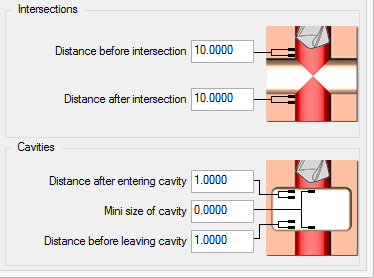 Intersections
Distance before intersection 10.0000
Distance after intersection 10.0000
Cavities
Distance after entering cavity 1.0000
Mini size of cavity 0.0000
Distance before leaving cavity 1.0000